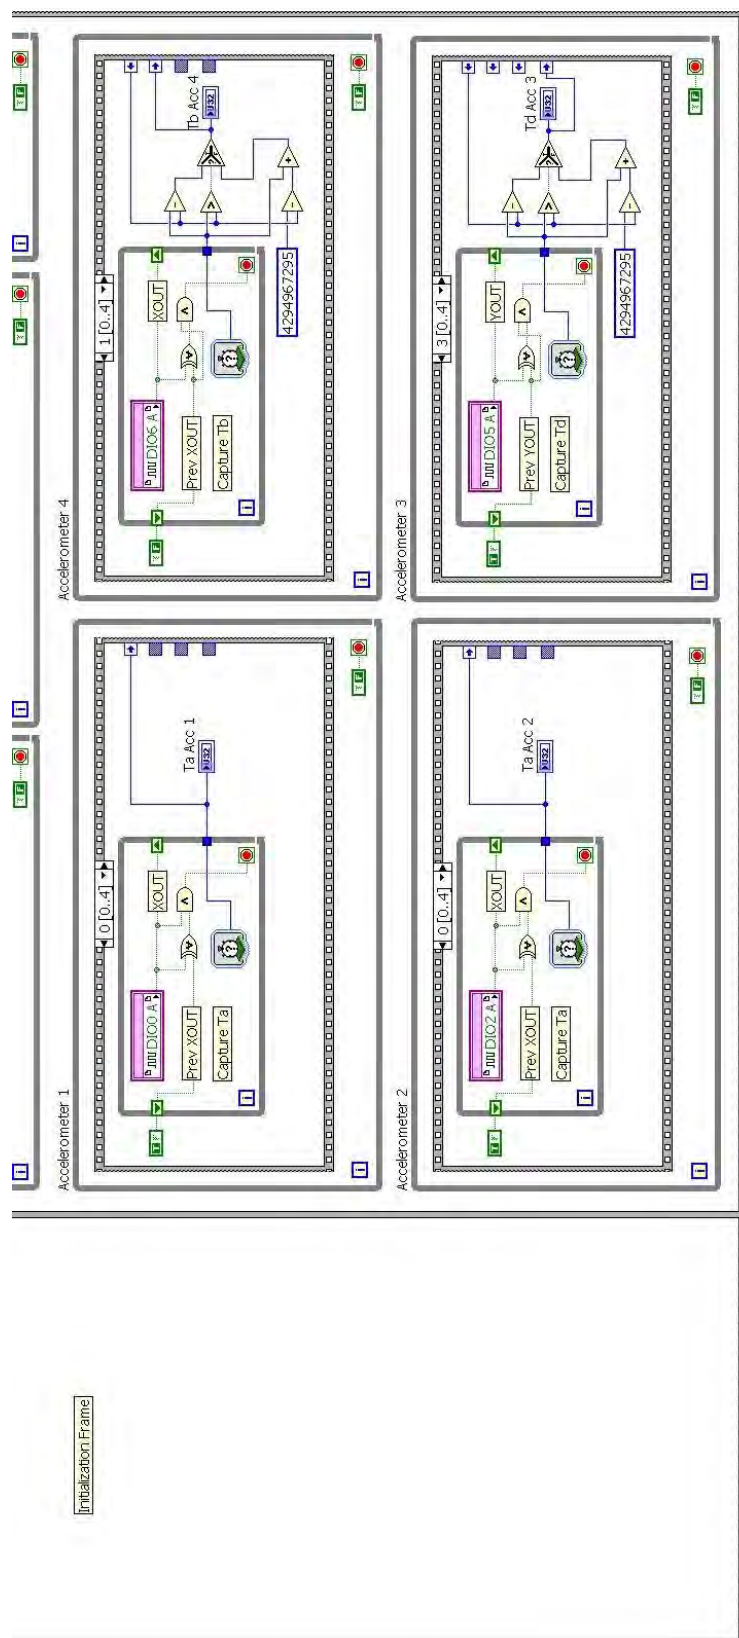 Initialization Frame
Accelerometer 1
0 [0..4]
DIO0 A
XOUT
Prev XOUT
Capture Ta
Ta Acc 1
U32
i
i
Accelerometer 4
1 [0..4]
DIO6 A
XOUT
Prev XOUT
Capture Tb
Tb Acc 4
U32
4294967295
i
i
Accelerometer 2
0 [0..4]
DIO2 A
XOUT
Prev XOUT
Capture Ta
Ta Acc 2
U32
i
i
Accelerometer 3
3 [0..4]
DIO5 A
YOUT
Prev YOUT
Capture Td
Td Acc 3
U32
4294967295
i
i